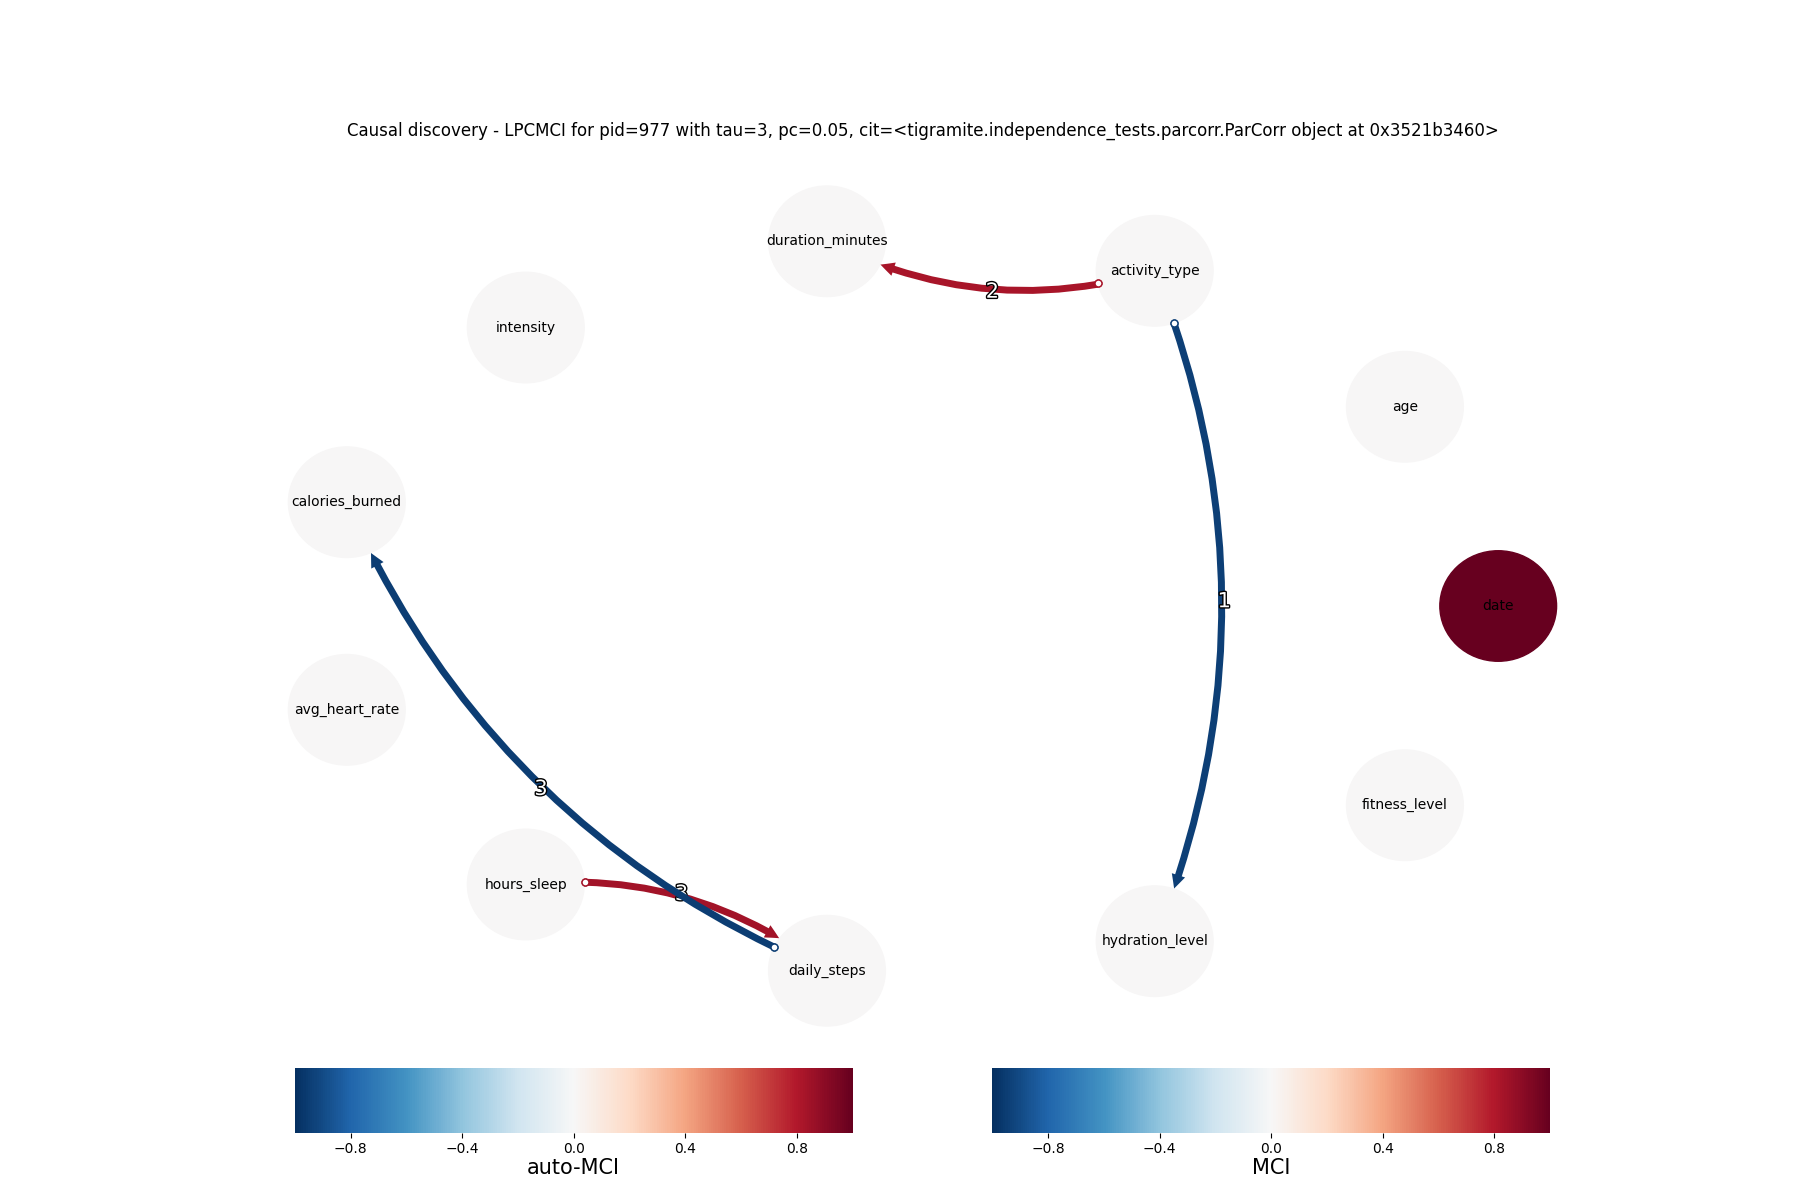 Causal discovery - LPCMCI for pid=977 with tau=3, pc=0.05, cit=<tigramite.independence_tests.parcorr.ParCorr object at 0x3521b3460>
duration_minutes
activity_type
2
intensity
age
calories_burned
1
date
avg_heart_rate
3
fitness_level
hours_sleep
3
hydration_level
daily_steps
−0.8 −0.4 0.0 0.4 0.8
auto-MCI
−0.8 −0.4 0.0 0.4 0.8
MCI